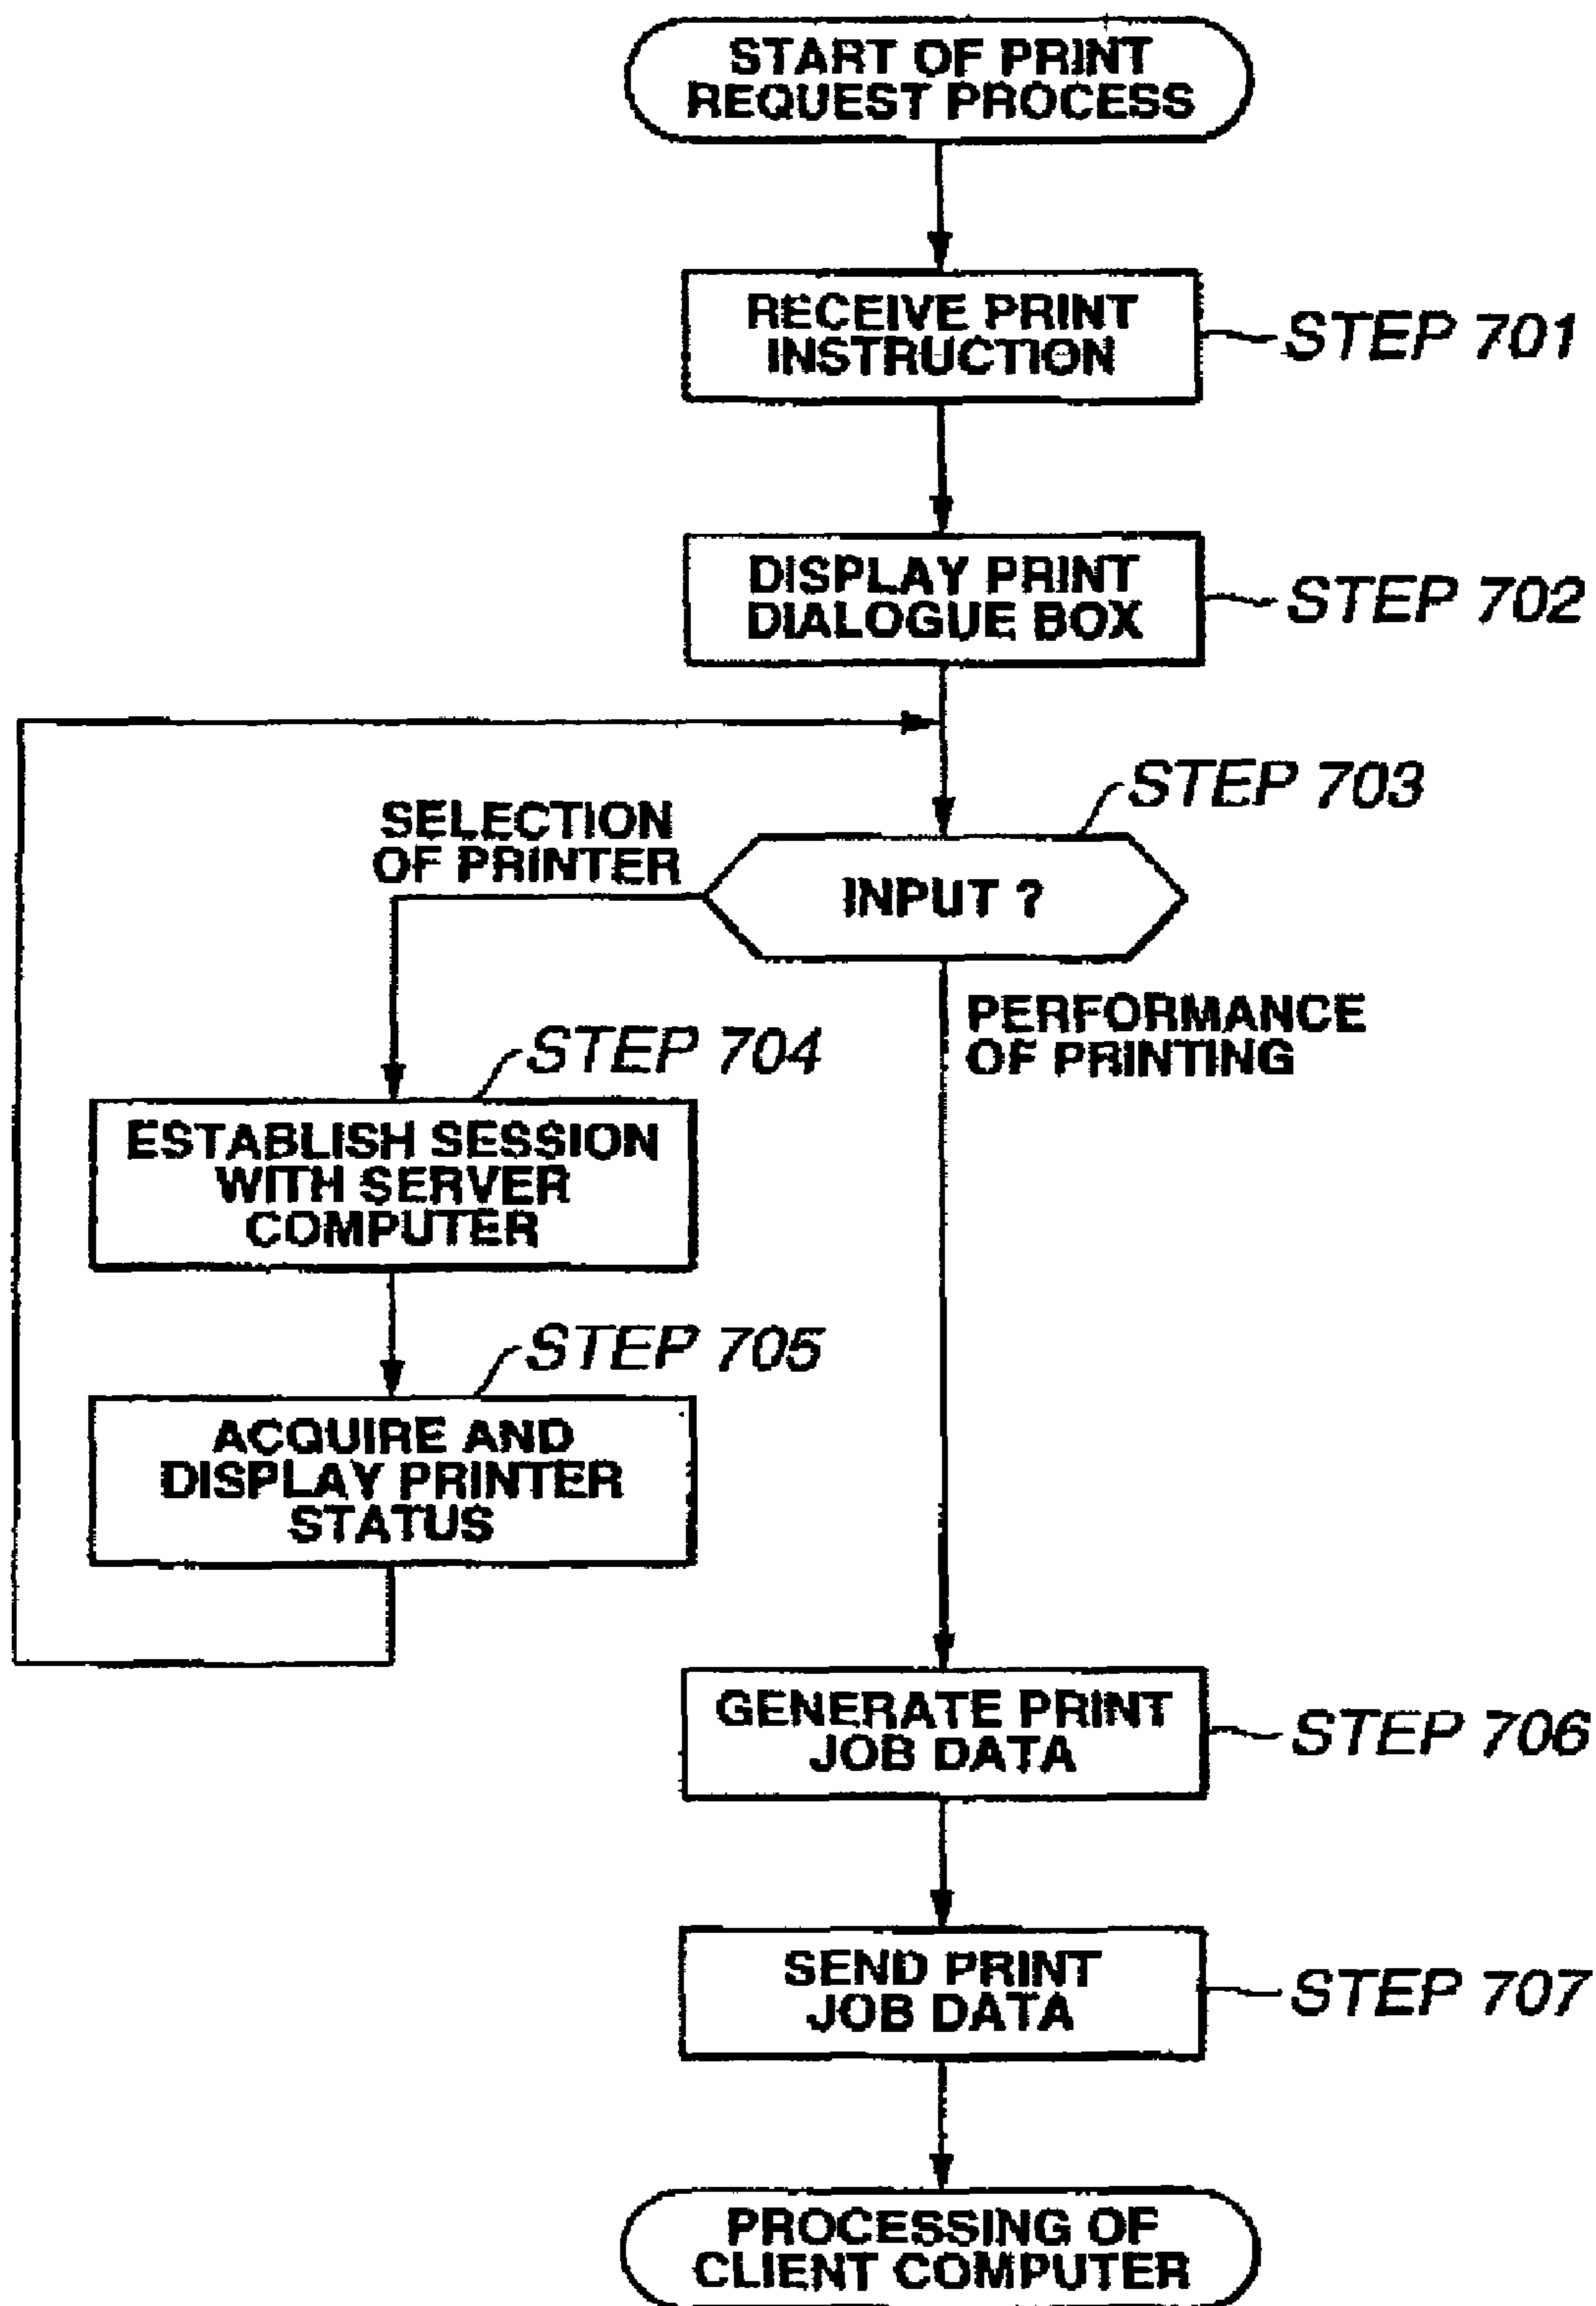 START OF PRINT
REQUEST PROCESS
RECEIVE PRINT
INSTRUCTION
STEP 701
DISPLAY PRINT
DIALOGUE BOX
STEP 702
STEP 703
SELECTION
OF PRINTER
INPUT ?
PERFORMANCE
OF PRINTING
STEP 704
ESTABLISH SESSION
WITH SERVER
COMPUTER
STEP 705
ACQUIRE AND
DISPLAY PRINTER
STATUS
GENERATE PRINT
JOB DATA
STEP 706
SEND PRINT
JOB DATA
STEP 707
PROCESSING OF
CLIENT COMPUTER